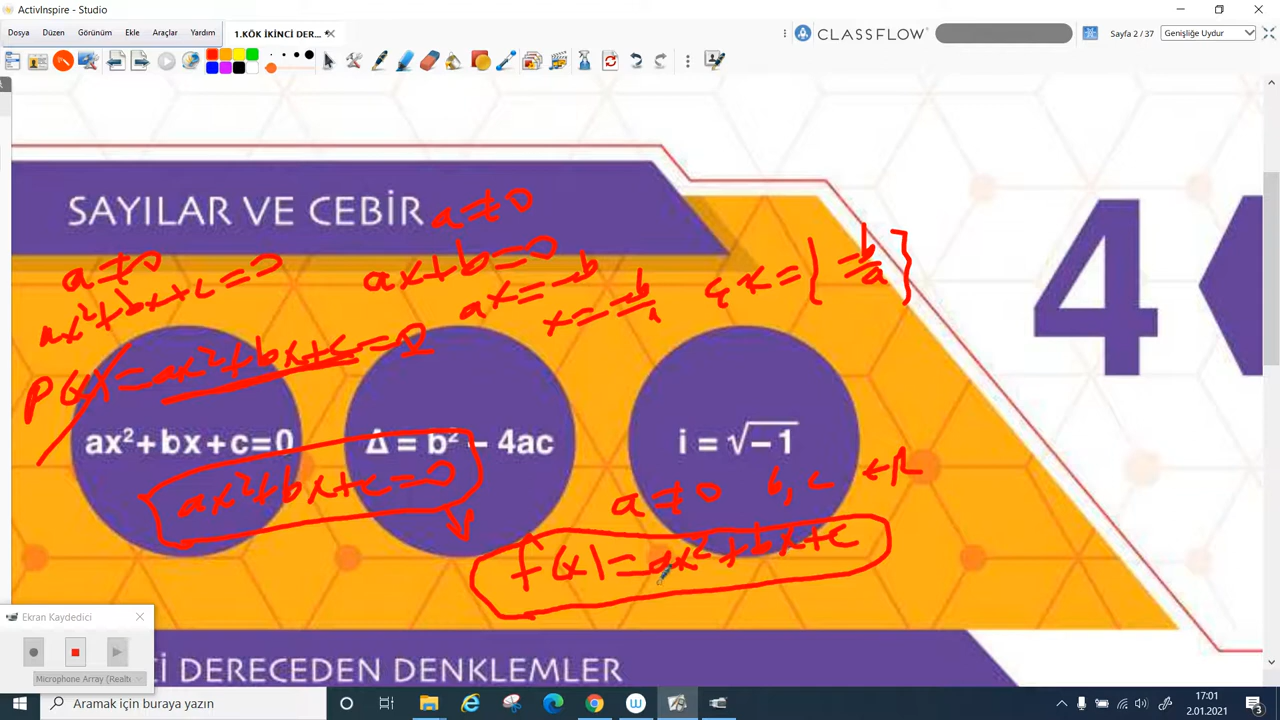 ActivInspire - Studio
Dosya Düzen Görünüm Ekle Araçlar Yardım
1.KÖK İKİNCİ DER...
CLASSFLOW
Sayfa 2 / 37
Genişliğe Uydur
SAYILAR VE CEBİR
4
a≠0
a≠0
ax²+bx+c=0
ax+b=0
ax=-b
x=-b/a
Ç,K={-b/a}
P(x)=ax²+bx+c=0
ax²+bx+c=0
Δ = b² – 4ac
i = √–1
ax²+bx+c=0
a≠0 b, c ∈R
f(x)=ax²+bx+c
Cİ DERECEDEN DENKLEMLER
Ekran Kaydedici
Microphone Array (Realt
Aramak için buraya yazın
17:01
2.01.2021
3